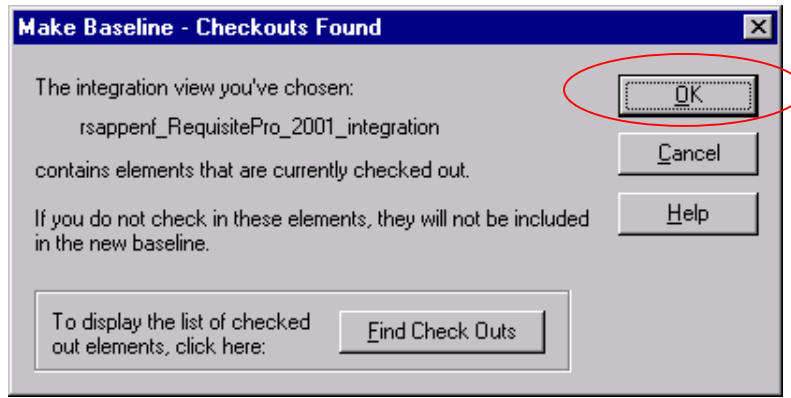 Make Baseline - Checkouts Found
The integration view you've chosen:
rsappenf_RequisitePro_2001_integration
contains elements that are currently checked out.
If you do not check in these elements, they will not be included
in the new baseline.
To display the list of checked
out elements, click here:
Find Check Outs
OK
Cancel
Help